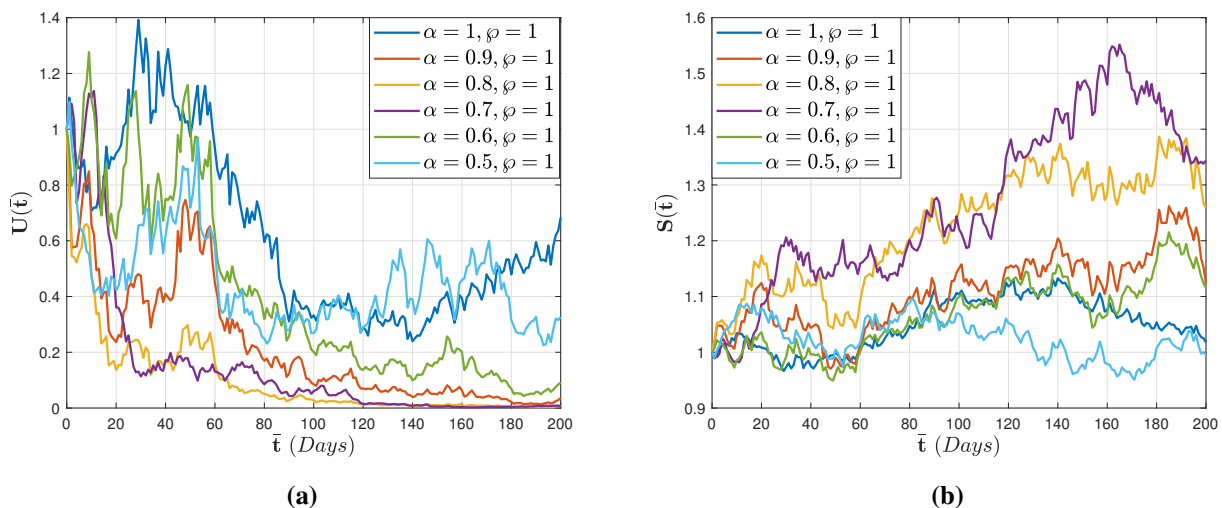 1.4
1.2
1
0.8
0.6
0.4
0.2
0
U(t̄)
0 20 40 60 80 100 120 140 160 180 200
t̄ (Days)
α = 1, ℘ = 1
α = 0.9, ℘ = 1
α = 0.8, ℘ = 1
α = 0.7, ℘ = 1
α = 0.6, ℘ = 1
α = 0.5, ℘ = 1
(a)
1.6
1.5
1.4
1.3
1.2
1.1
1
0.9
S(t̄)
0 20 40 60 80 100 120 140 160 180 200
t̄ (Days)
α = 1, ℘ = 1
α = 0.9, ℘ = 1
α = 0.8, ℘ = 1
α = 0.7, ℘ = 1
α = 0.6, ℘ = 1
α = 0.5, ℘ = 1
(b)